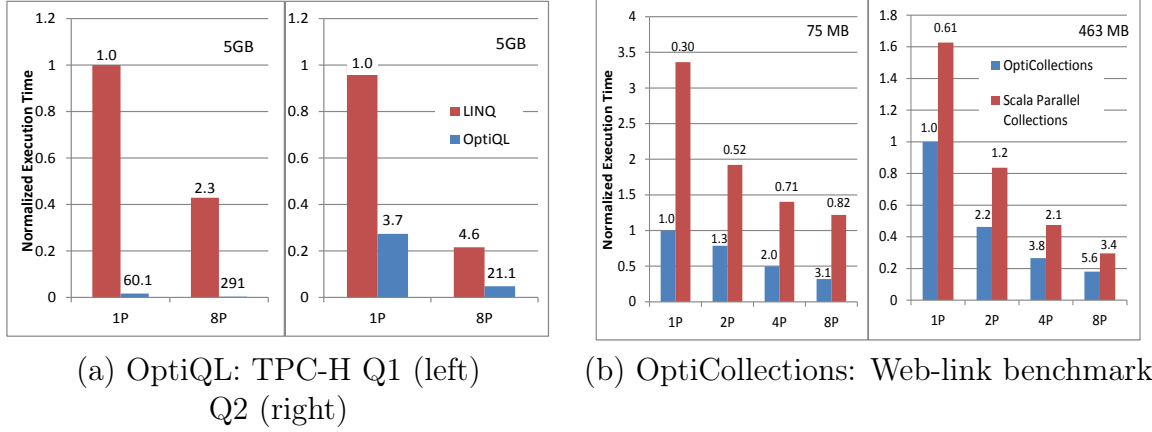 Normalized Execution Time
1.2
1
0.8
0.6
0.4
0.2
0
5GB
1.0
60.1
2.3
291
1P
8P
1.2
1
0.8
0.6
0.4
0.2
0
5GB
1.0
3.7
4.6
21.1
LINQ
OptiQL
1P
8P
(a) OptiQL: TPC-H Q1 (left)
Q2 (right)
Normalized Execution Time
4
3.5
3
2.5
2
1.5
1
0.5
0
75 MB
1.0
0.30
1.3
0.52
2.0
0.71
3.1
0.82
1P
2P
4P
8P
1.8
1.6
1.4
1.2
1
0.8
0.6
0.4
0.2
0
463 MB
1.0
0.61
2.2
1.2
3.8
2.1
5.6
3.4
OptiCollections
Scala Parallel
Collections
1P
2P
4P
8P
(b) OptiCollections: Web-link benchmark